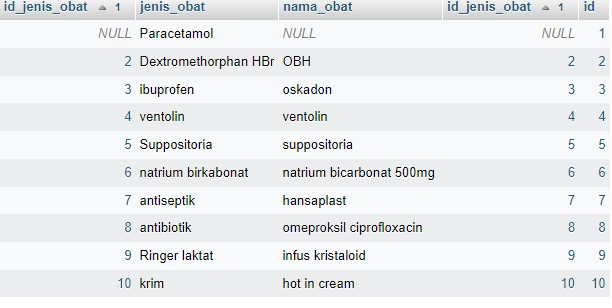 id_jenis_obat 1 jenis_obat nama_obat id_jenis_obat 1 id
NULL Paracetamol NULL NULL 1
2 Dextromethorphan HBr OBH 2 2
3 ibuprofen oskadon 3 3
4 ventolin ventolin 4 4
5 Suppositoria suppositoria 5 5
6 natrium birkabonat natrium bicarbonat 500mg 6 6
7 antiseptik hansaplast 7 7
8 antibiotik omeproksil ciprofloxacin 8 8
9 Ringer laktat infus kristaloid 9 9
10 krim hot in cream 10 10